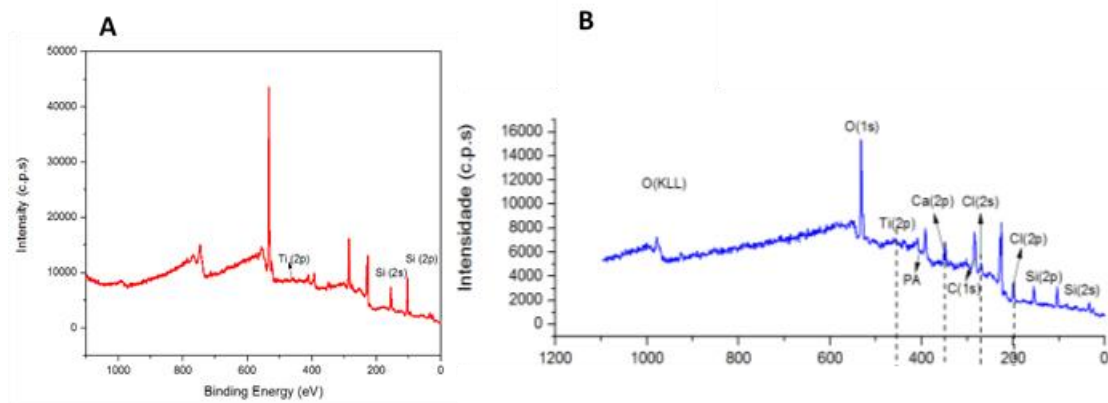 A
50000
40000
30000
20000
10000
0
Intensity (c.p.s)
Ti (2p)
Si (2s)
Si (2p)
1000
800
600
400
200
0
Binding Energy (eV)
B
16000
14000
12000
10000
8000
6000
4000
2000
0
Intensidade (c.p.s)
O(1s)
O(KLL)
Ca(2p)
Cl(2s)
Ti(2p)
Cl(2p)
PA
C(1s)
Si(2p)
Si(2s)
1200
1000
800
600
400
200
0